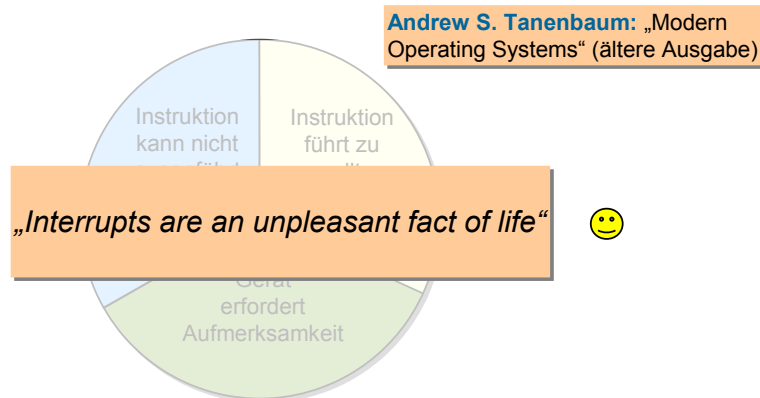 Andrew S. Tanenbaum: „Modern
Operating Systems“ (ältere Ausgabe)
Instruktion
kann nicht
Instruktion
führt zu
„Interrupts are an unpleasant fact of life“
Gerät
erfordert
Aufmerksamkeit